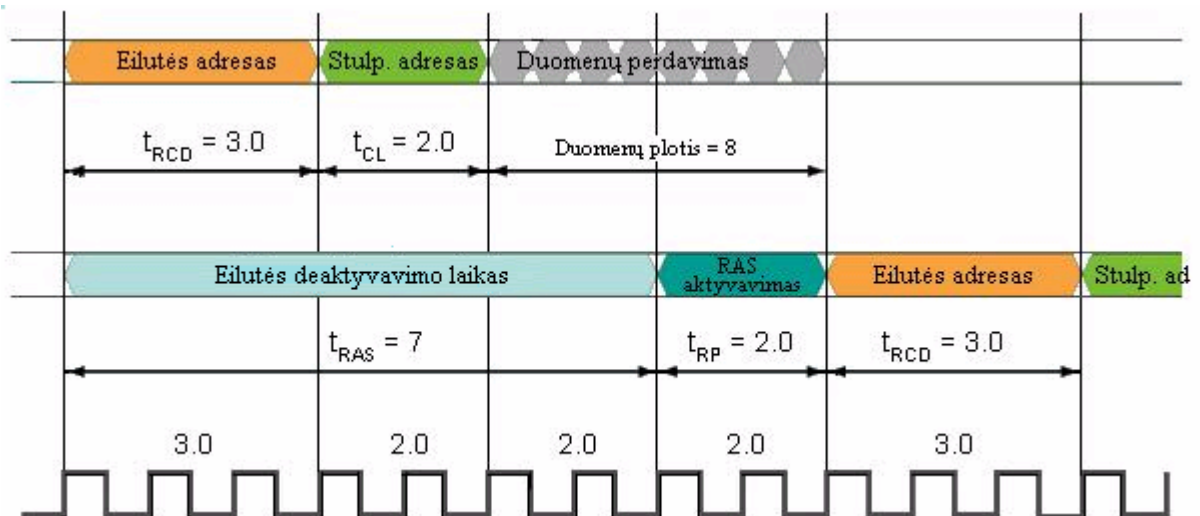 Eilutės adresas Stulp. adresas Duomenų perdavimas
tRCD = 3.0 tCL = 2.0 Duomenų plotis = 8
Eilutės deaktyvavimo laikas RAS aktyvavimas Eilutės adresas Stulp. ad
tRAS = 7 tRP = 2.0 tRCD = 3.0
3.0 2.0 2.0 2.0 3.0